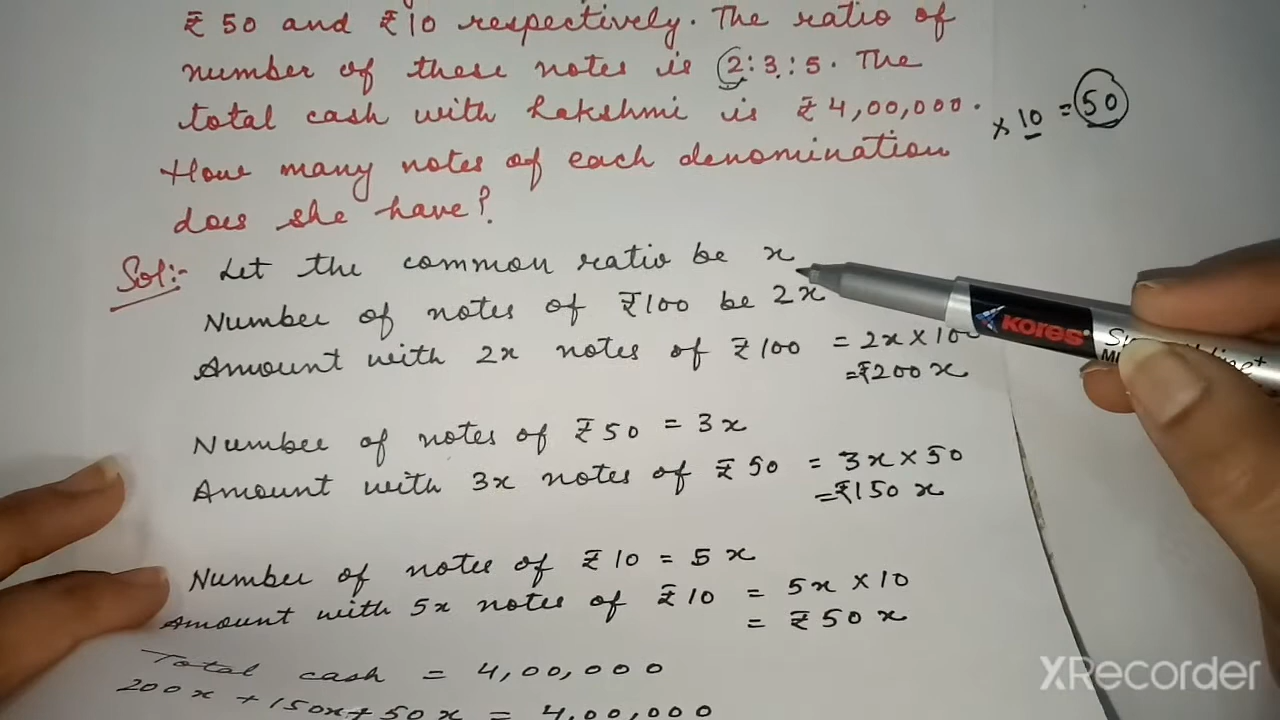 ₹ 50 and ₹10 respectively. The ratio of
number of these notes is 2:3:5. The
total cash with Lakshmi is ₹ 4,00,000.
× 10 = 50
How many notes of each denomination
does she have?
Sol:- Let the common ratio be x
Number of notes of ₹100 be 2x
Amount with 2x notes of ₹100 = 2x × 100
= ₹200 x
Number of notes of ₹50 = 3x
Amount with 3x notes of ₹ 50 = 3x × 50
= ₹150 x
Number of notes of ₹10 = 5x
Amount with 5x notes of ₹10 = 5x × 10
= ₹50 x
Total cash = 4,00,000
200x + 150x + 50x = 4,00,000
KORES
XRecorder